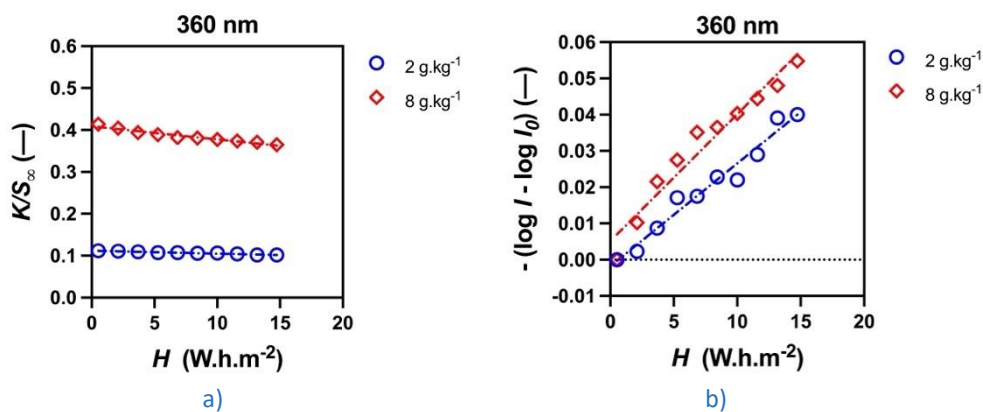 360 nm
0.6
0.5
0.4
0.3
0.2
0.1
0.0
K/S∞ (—)
0 5 10 15 20
H (W.h.m⁻²)
2 g.kg⁻¹
8 g.kg⁻¹
a)
360 nm
0.06
0.05
0.04
0.03
0.02
0.01
0.00
-0.01
- (log I - log I₀) (—)
0 5 10 15 20
H (W.h.m⁻²)
2 g.kg⁻¹
8 g.kg⁻¹
b)